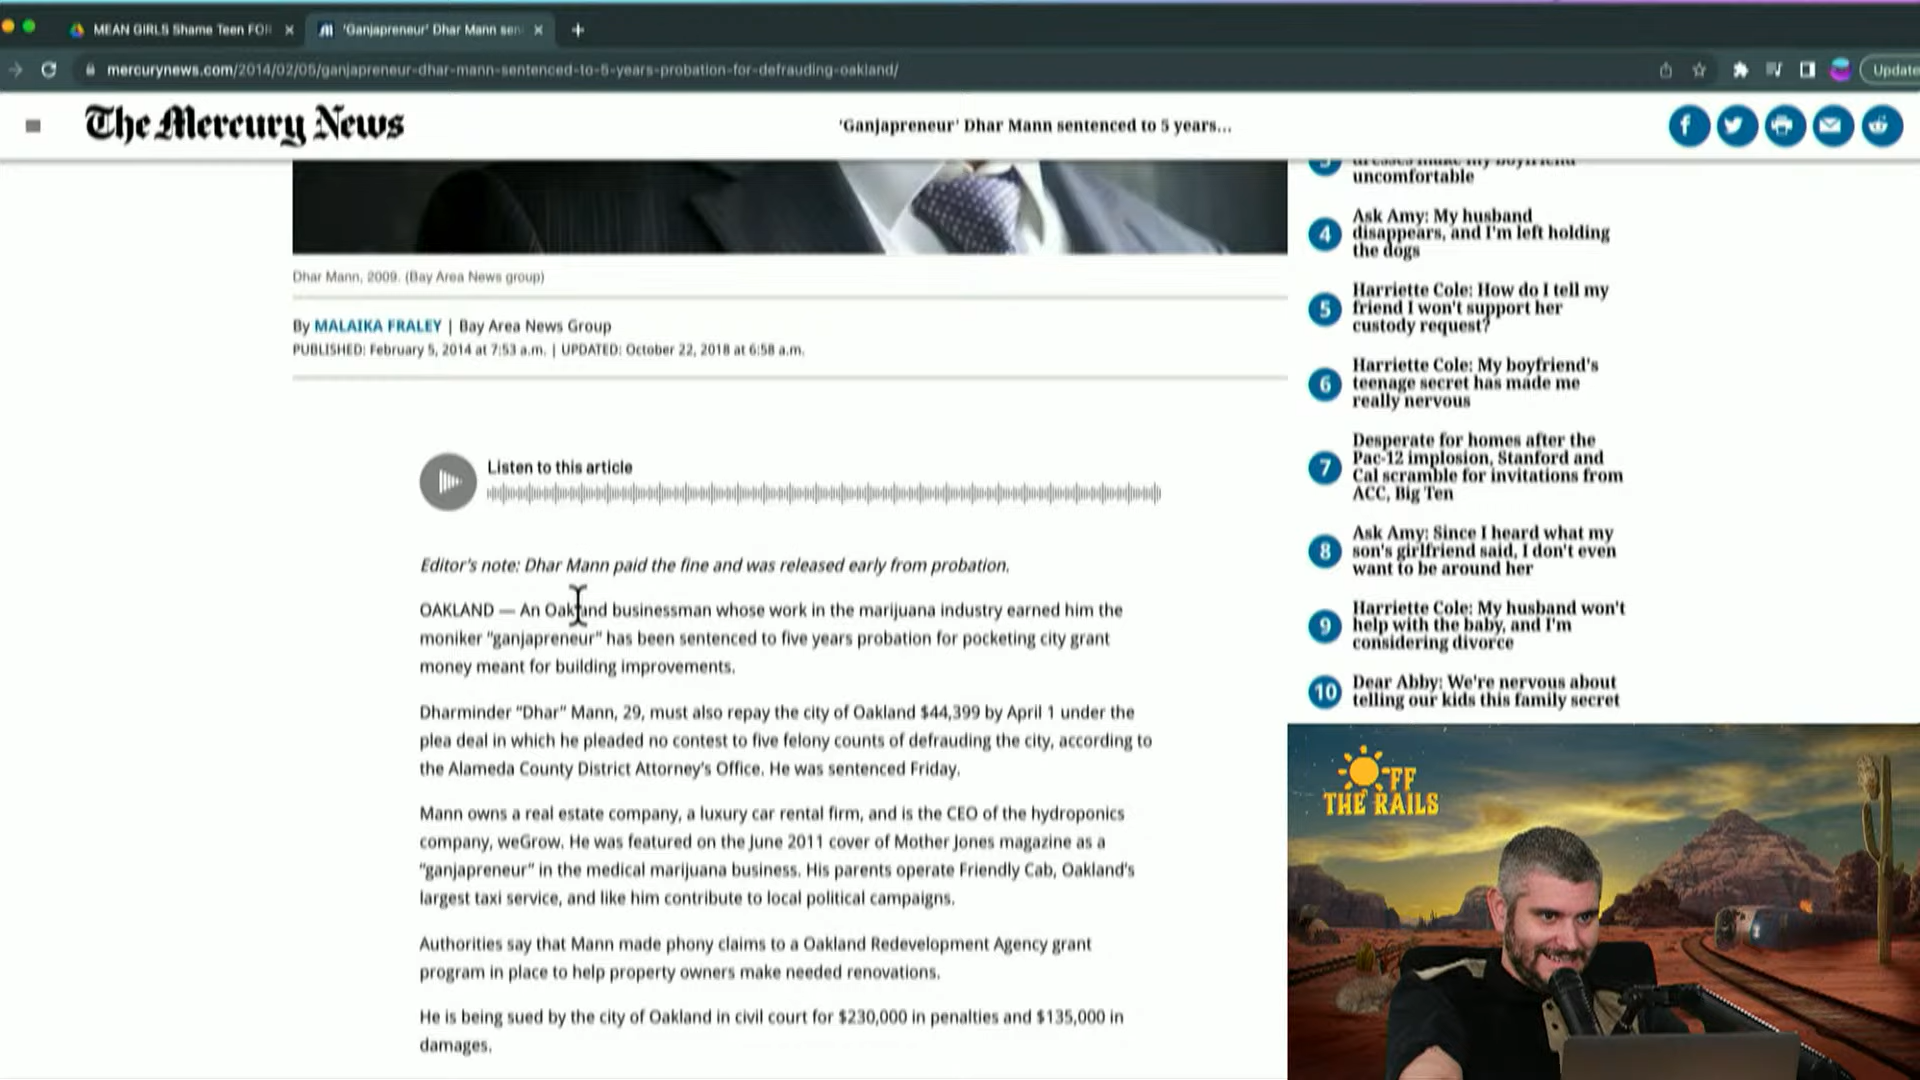 MEAN GIRLS Shame Teen FOR
'Ganjapreneur' Dhar Mann sen
mercurynews.com/2014/02/05/ganjapreneur-dhar-mann-sentenced-to-5-years-probation-for-defrauding-oakland/
Update
The Mercury News
'Ganjapreneur' Dhar Mann sentenced to 5 years...
Dhar Mann, 2009. (Bay Area News group)
By MALAIKA FRALEY | Bay Area News Group
PUBLISHED: February 5, 2014 at 7:53 a.m. | UPDATED: October 22, 2018 at 6:58 a.m.
Listen to this article
Editor's note: Dhar Mann paid the fine and was released early from probation.
OAKLAND — An Oakland businessman whose work in the marijuana industry earned him the
moniker "ganjapreneur" has been sentenced to five years probation for pocketing city grant
money meant for building improvements.
Dharminder "Dhar" Mann, 29, must also repay the city of Oakland $44,399 by April 1 under the
plea deal in which he pleaded no contest to five felony counts of defrauding the city, according to
the Alameda County District Attorney's Office. He was sentenced Friday.
Mann owns a real estate company, a luxury car rental firm, and is the CEO of the hydroponics
company, weGrow. He was featured on the June 2011 cover of Mother Jones magazine as a
"ganjapreneur" in the medical marijuana business. His parents operate Friendly Cab, Oakland's
largest taxi service, and like him contribute to local political campaigns.
Authorities say that Mann made phony claims to a Oakland Redevelopment Agency grant
program in place to help property owners make needed renovations.
He is being sued by the city of Oakland in civil court for $230,000 in penalties and $135,000 in
damages.
dresses make my boyfriend
uncomfortable
4
Ask Amy: My husband
disappears, and I'm left holding
the dogs
5
Harriette Cole: How do I tell my
friend I won't support her
custody request?
6
Harriette Cole: My boyfriend's
teenage secret has made me
really nervous
7
Desperate for homes after the
Pac-12 implosion, Stanford and
Cal scramble for invitations from
ACC, Big Ten
8
Ask Amy: Since I heard what my
son's girlfriend said, I don't even
want to be around her
9
Harriette Cole: My husband won't
help with the baby, and I'm
considering divorce
10
Dear Abby: We're nervous about
telling our kids this family secret
OFF
THE RAILS